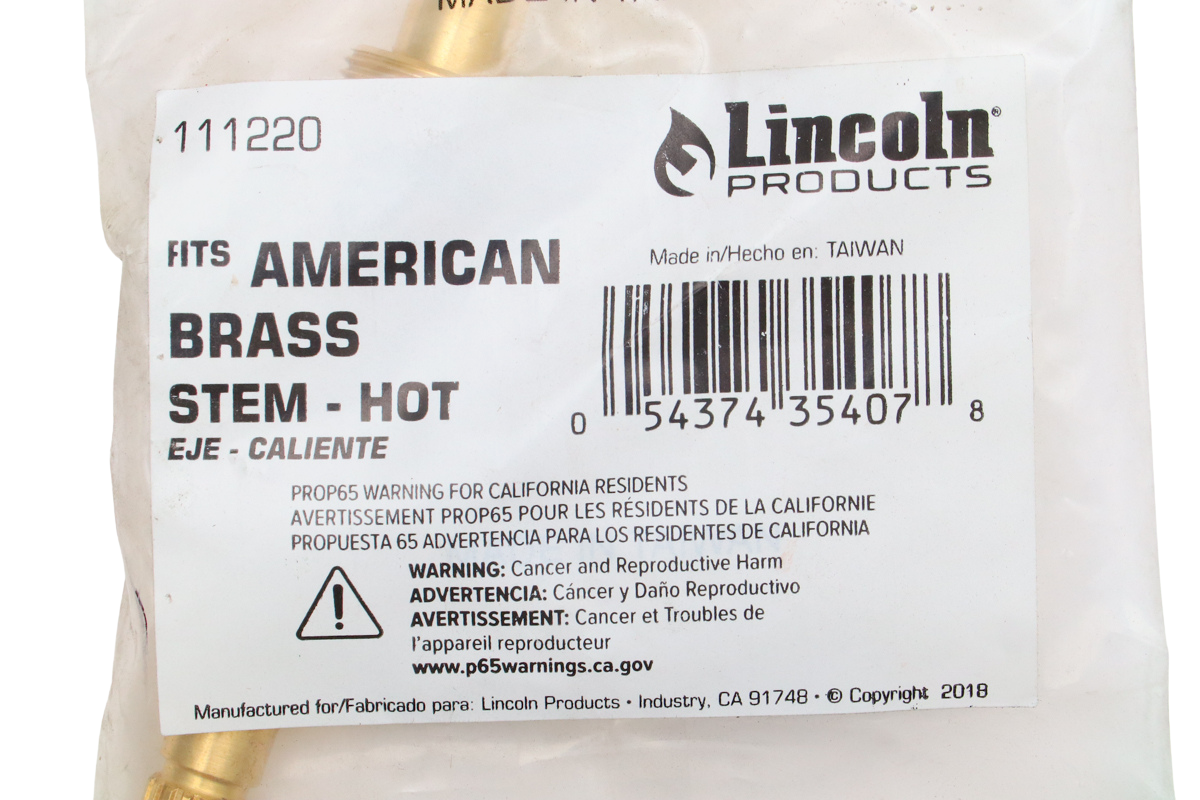 MADE IN
111220
Lincoln®
PRODUCTS
FITS AMERICAN
BRASS
STEM - HOT
EJE - CALIENTE
Made in/Hecho en: TAIWAN
0 54374 35407 8
PROP65 WARNING FOR CALIFORNIA RESIDENTS
AVERTISSEMENT PROP65 POUR LES RÉSIDENTS DE LA CALIFORNIE
PROPUESTA 65 ADVERTENCIA PARA LOS RESIDENTES DE CALIFORNIA
WARNING: Cancer and Reproductive Harm
ADVERTENCIA: Cáncer y Daño Reproductivo
AVERTISSEMENT: Cancer et Troubles de
l'appareil reproducteur
www.p65warnings.ca.gov
Manufactured for/Fabricado para: Lincoln Products • Industry, CA 91748 • © Copyright 2018